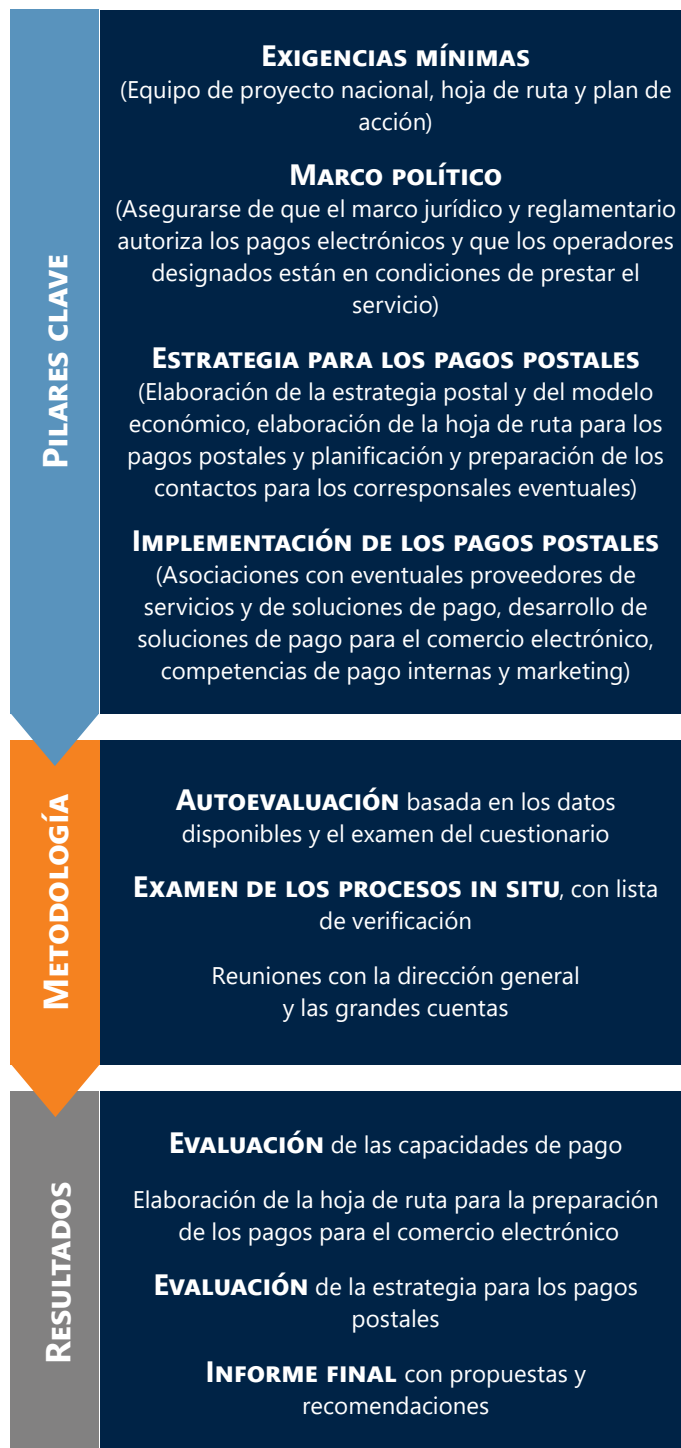 PILARES CLAVE
EXIGENCIAS MÍNIMAS
(Equipo de proyecto nacional, hoja de ruta y plan de
acción)
MARCO POLÍTICO
(Asegurarse de que el marco jurídico y reglamentario
autoriza los pagos electrónicos y que los operadores
designados están en condiciones de prestar el
servicio)
ESTRATEGIA PARA LOS PAGOS POSTALES
(Elaboración de la estrategia postal y del modelo
económico, elaboración de la hoja de ruta para los
pagos postales y planificación y preparación de los
contactos para los corresponsales eventuales)
IMPLEMENTACIÓN DE LOS PAGOS POSTALES
(Asociaciones con eventuales proveedores de
servicios y de soluciones de pago, desarrollo de
soluciones de pago para el comercio electrónico,
competencias de pago internas y marketing)
METODOLOGÍA
AUTOEVALUACIÓN basada en los datos
disponibles y el examen del cuestionario
EXAMEN DE LOS PROCESOS IN SITU, con lista
de verificación
Reuniones con la dirección general
y las grandes cuentas
RESULTADOS
EVALUACIÓN de las capacidades de pago
Elaboración de la hoja de ruta para la preparación
de los pagos para el comercio electrónico
EVALUACIÓN de la estrategia para los pagos
postales
INFORME FINAL con propuestas y
recomendaciones